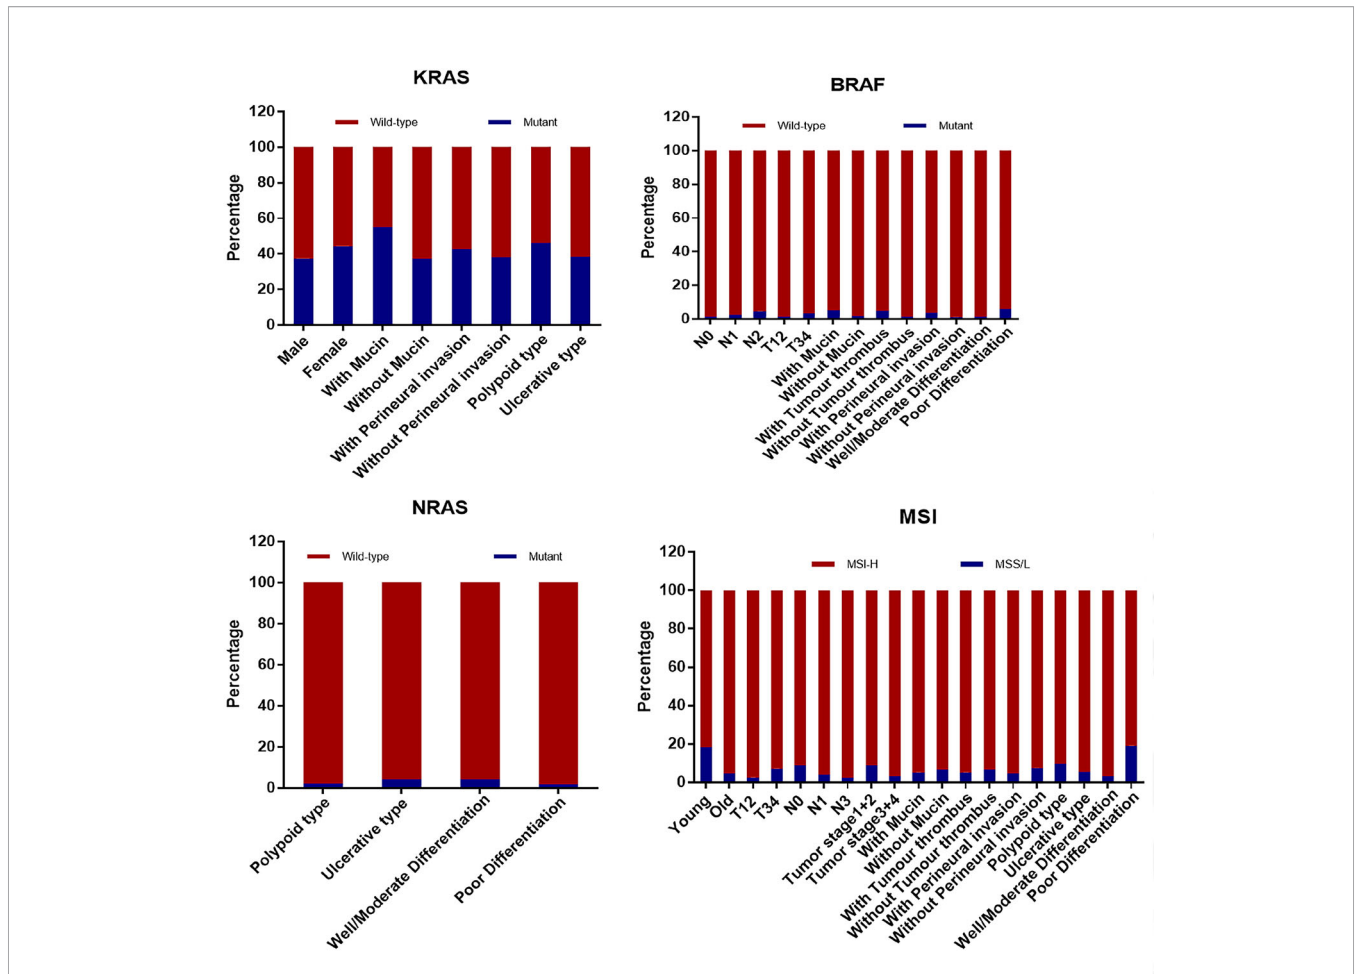 KRAS
120
100
80
60
40
20
0
Percentage
Wild-type
Mutant
Male
Female
With Mucin
Without Mucin
With Perineural invasion
Without Perineural invasion
Polypoid type
Ulcerative type
BRAF
120
100
80
60
40
20
0
Percentage
Wild-type
Mutant
N0
N1
N2
T12
T34
With Mucin
Without Mucin
With Tumour thrombus
Without Tumour thrombus
With Perineural invasion
Without Perineural invasion
Well/Moderate Differentiation
Poor Differentiation
NRAS
120
100
80
60
40
20
0
Percentage
Wild-type
Mutant
Polypoid type
Ulcerative type
Well/Moderate Differentiation
Poor Differentiation
MSI
120
100
80
60
40
20
0
Percentage
MSI-H
MSS/L
Young
Old
T12
T34
N0
N1
N3
Tumor stage1+2
Tumor stage3+4
With Mucin
Without Mucin
With Tumour thrombus
Without Tumour thrombus
With Perineural invasion
Without Perineural invasion
Polypoid type
Ulcerative type
Well/Moderate Differentiation
Poor Differentiation